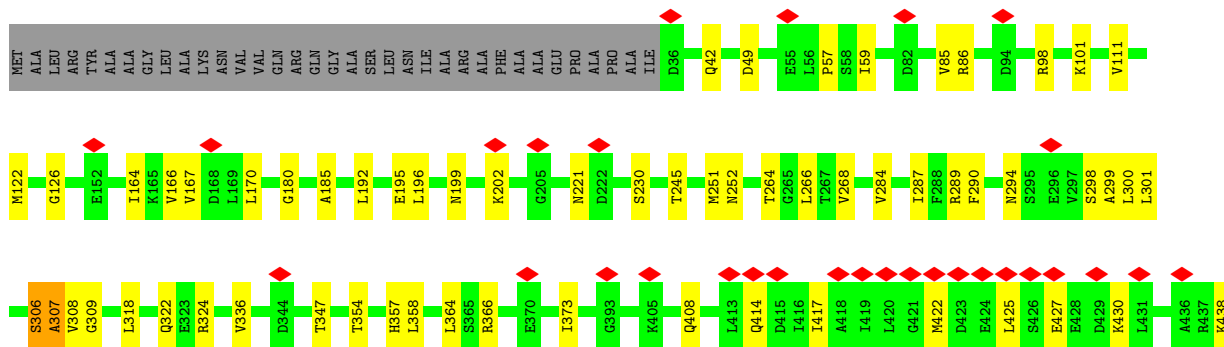 MET ALA LEU ARG TYR ALA ALA GLY LEU ALA LYS ASN VAL VAL GLN ARG GLN GLY ALA SER LEU ASN ILE ALA ARG ALA PHE ALA ALA GLU PRO ALA PRO ALA ILE D36 Q42 D49 E55 L56 P57 S58 I59 D82 V85 R86 D94 R98 K101 V111
M122 G126 E152 I164 K165 V166 V167 D168 L169 L170 G180 A185 L192 E195 L196 N199 K202 G205 N221 D222 S230 T245 M251 N252 T264 G265 L266 T267 V268 V284 I287 F288 R289 F290 N294 S295 E296 V297 S298 A299 L300 L301
S306 A307 V308 G309 L318 Q322 E323 R324 V336 D344 T347 T354 H357 L358 L364 S365 R366 E370 I373 G393 K405 Q408 L413 Q414 D415 I416 I417 A418 I419 L420 G421 M422 D423 E424 L425 S426 E427 E428 D429 K430 L431 A436 R437 K438